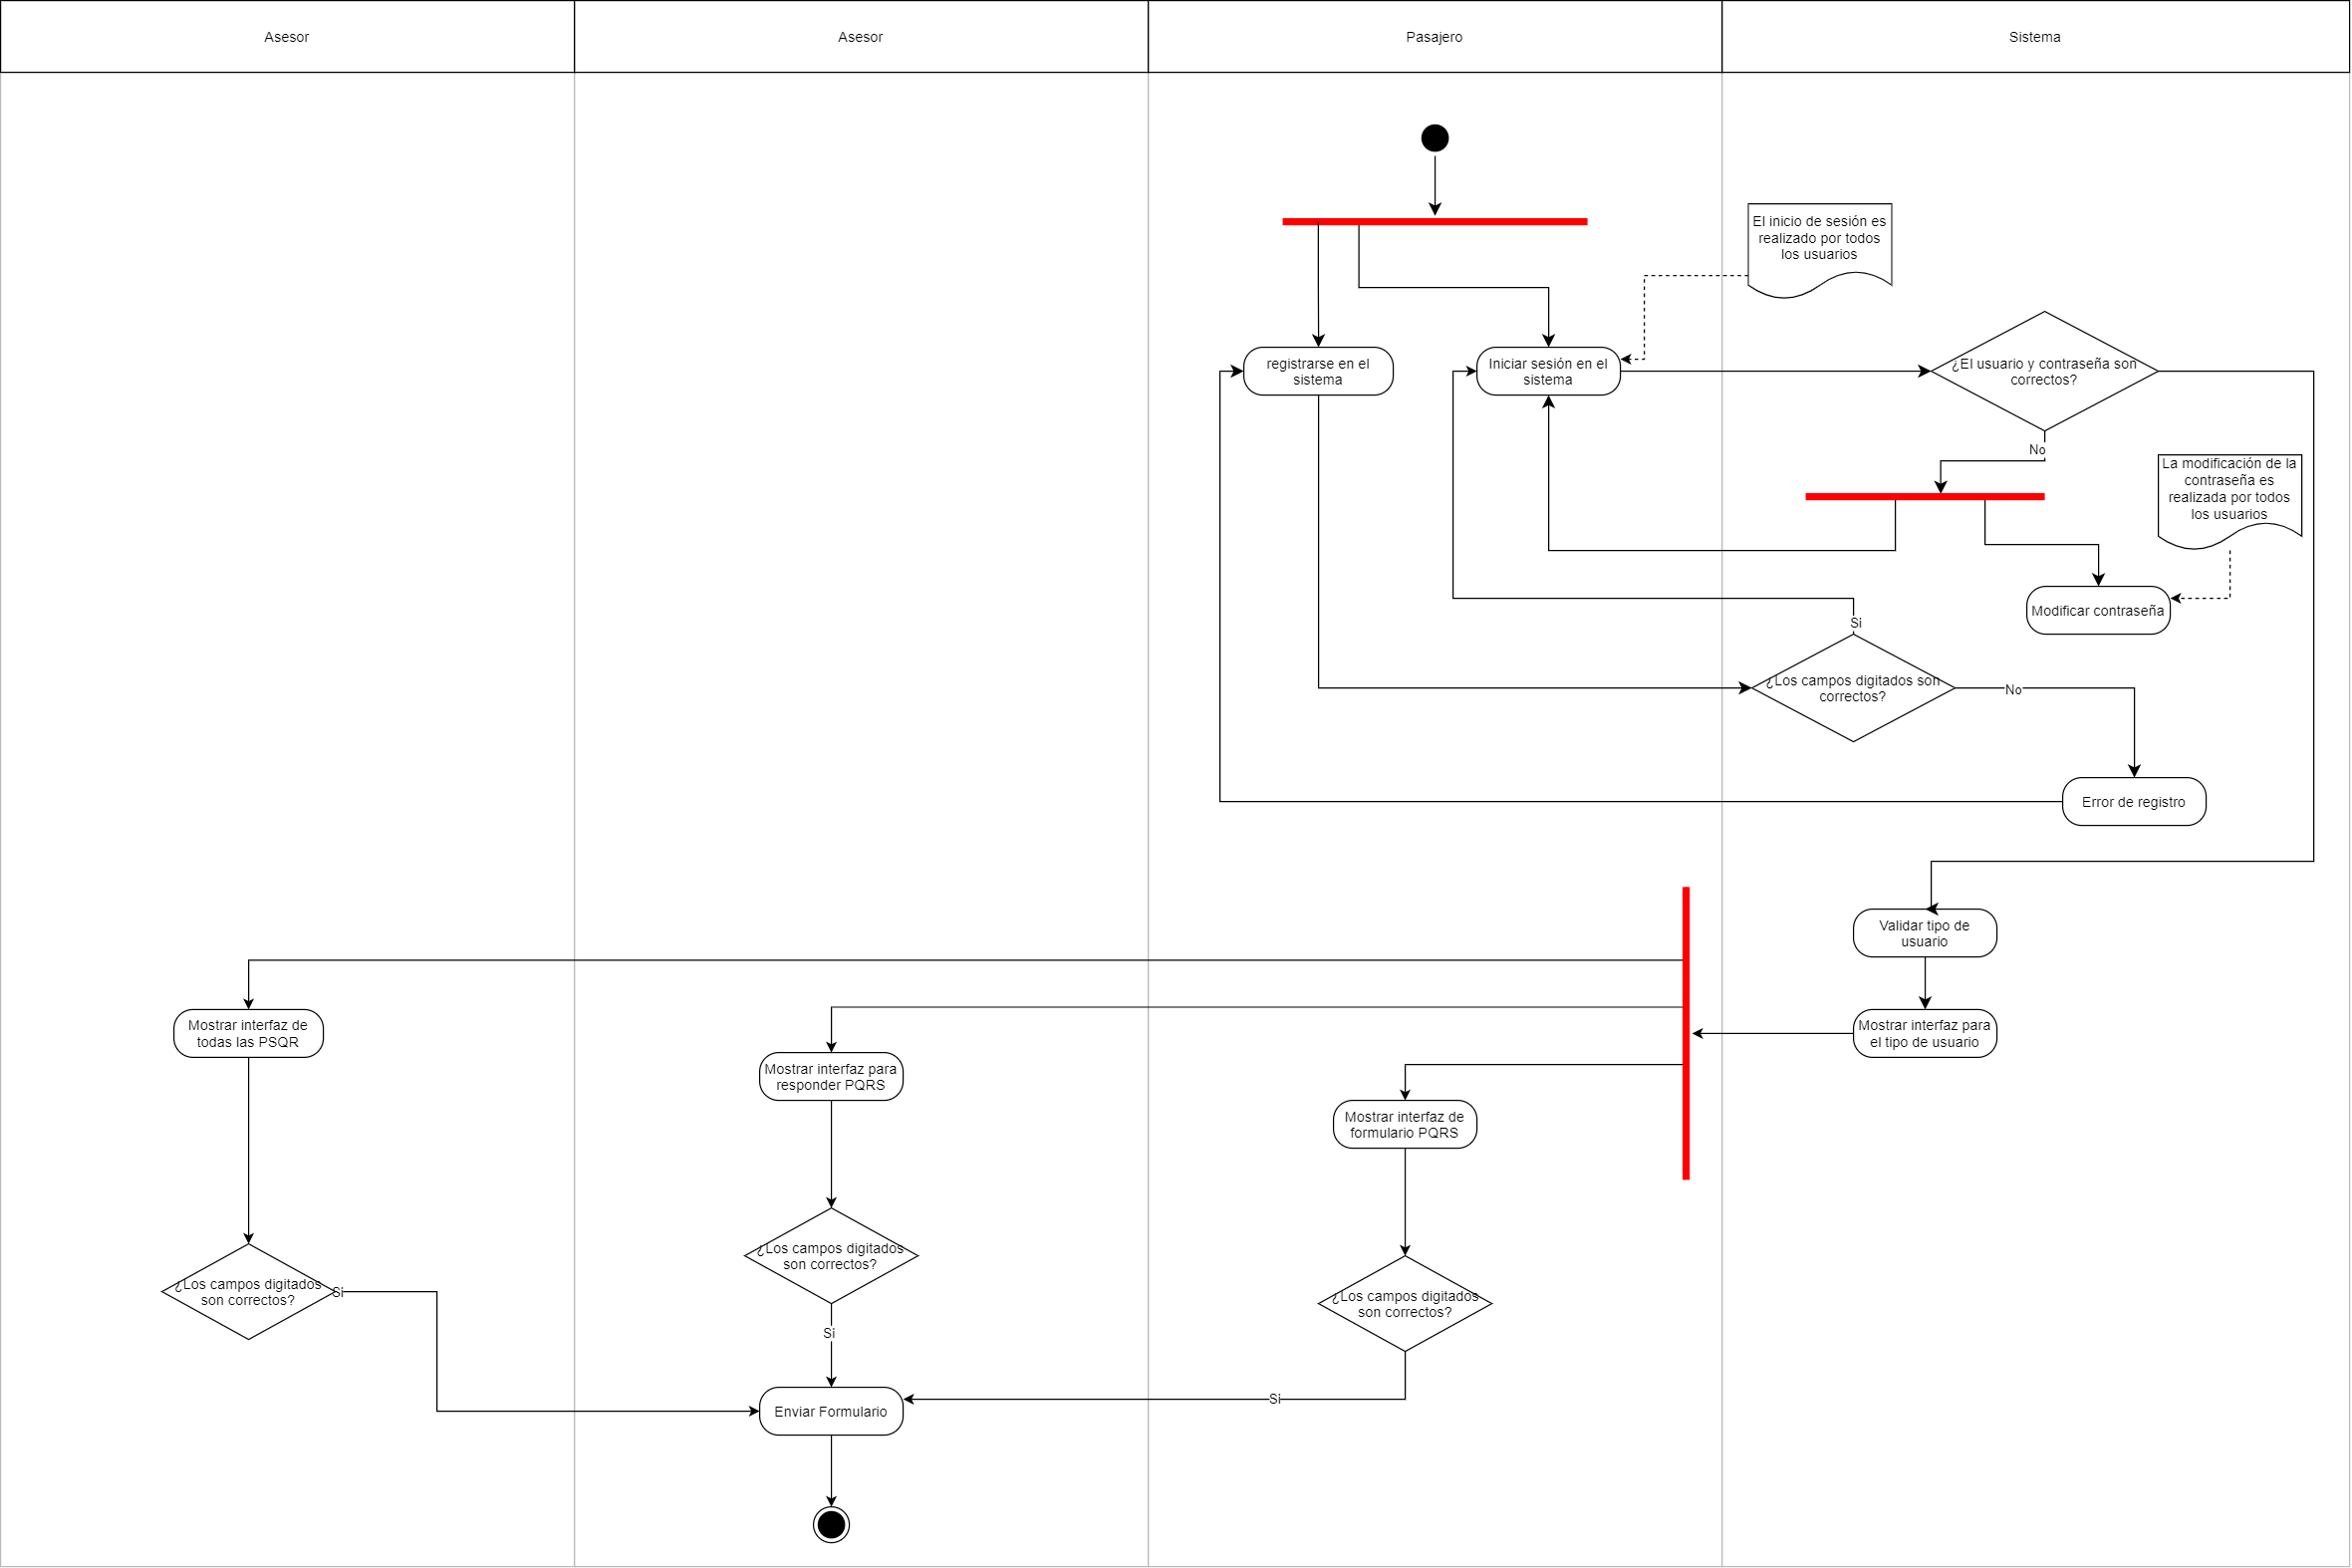 Asesor
Asesor
Pasajero
Sistema
El inicio de sesión es
realizado por todos
los usuarios
registrarse en el
sistema
Iniciar sesión en el
sistema
¿El usuario y contraseña son
correctos?
No
La modificación de la
contraseña es
realizada por todos
los usuarios
Modificar contraseña
Si
¿Los campos digitados son
correctos?
No
Error de registro
Validar tipo de
usuario
Mostrar interfaz de
todas las PSQR
Mostrar interfaz para
el tipo de usuario
Mostrar interfaz para
responder PQRS
Mostrar interfaz de
formulario PQRS
¿Los campos digitados
son correctos?
Si
¿Los campos digitados
son correctos?
Si
¿Los campos digitados
son correctos?
Si
Enviar Formulario